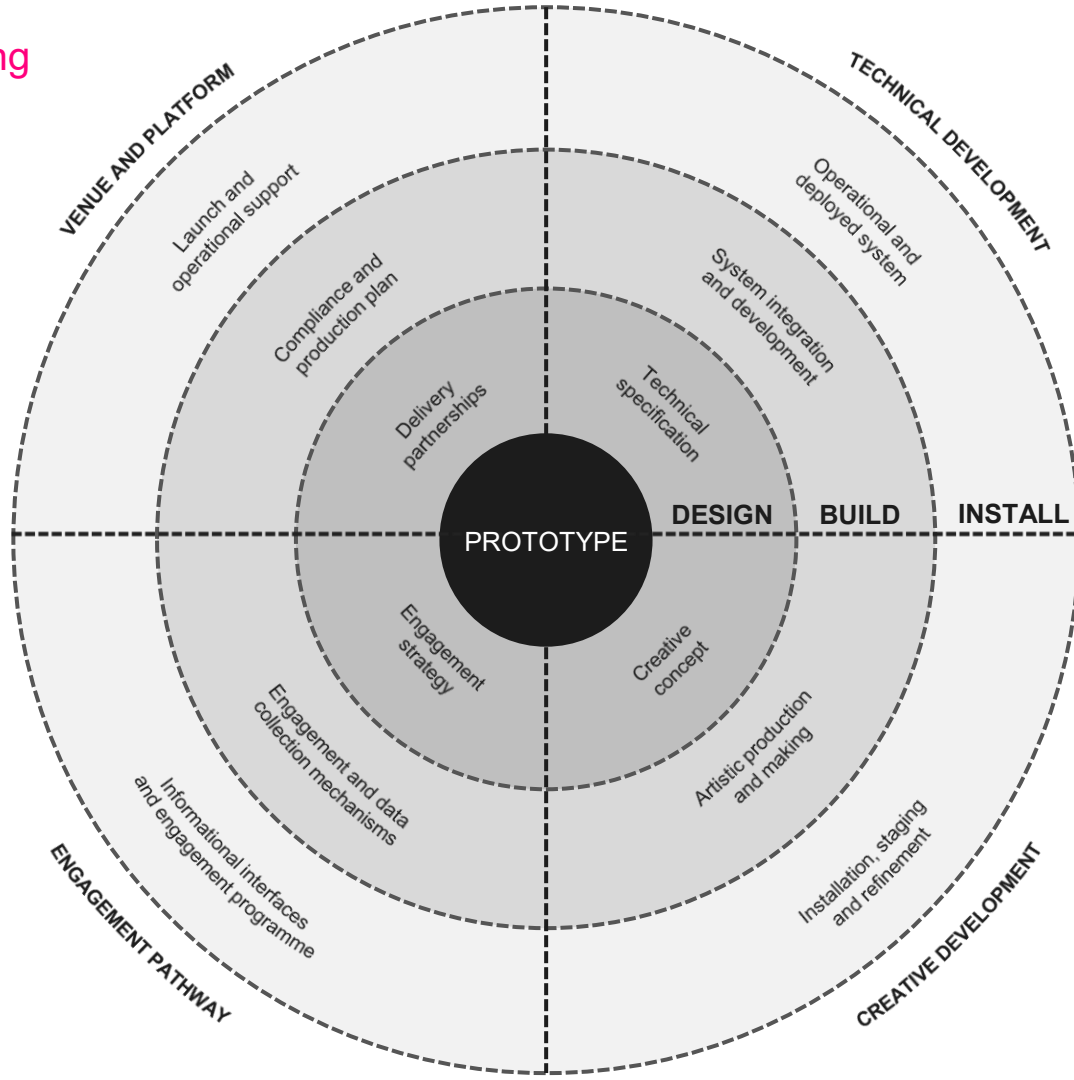 ng
VENUE AND PLATFORM
Launch and
operational support
Compliance and
production plan
Delivery
partnerships
TECHNICAL DEVELOPMENT
Operational and
deployed system
System integration
and development
Technical
specification
PROTOTYPE
DESIGN
BUILD
INSTALL
Engagement
strategy
Engagement and data
collection mechanisms
Informational interfaces
and engagement programme
ENGAGEMENT PATHWAY
Creative
concept
Artistic production
and making
Installation, staging
and refinement
CREATIVE DEVELOPMENT